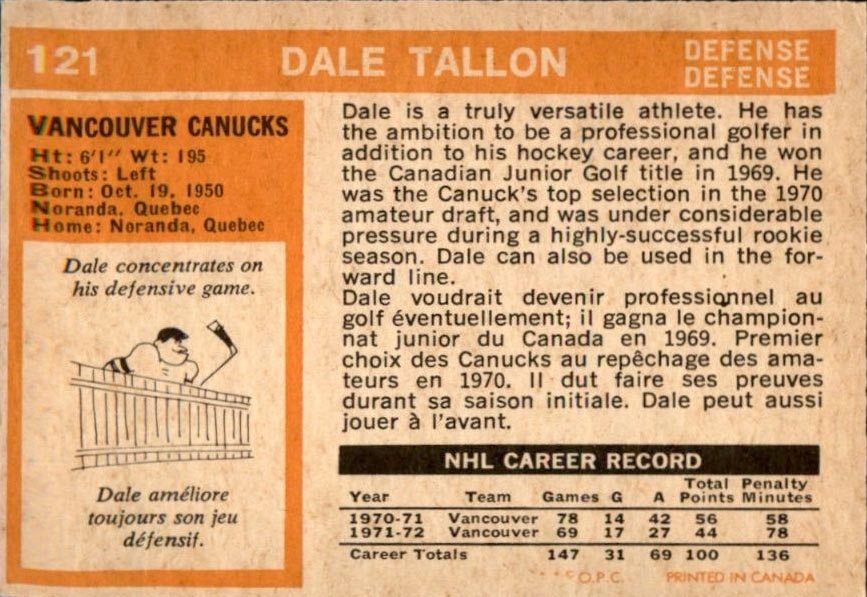 121 DALE TALLON DEFENSE
DEFENSE
VANCOUVER CANUCKS
Ht: 6'1" Wt: 195
Shoots: Left
Born: Oct. 19, 1950
Noranda, Quebec
Home: Noranda, Quebec
Dale concentrates on
his defensive game.
Dale améliore
toujours son jeu
défensif.
Dale is a truly versatile athlete. He has
the ambition to be a professional golfer in
addition to his hockey career, and he won
the Canadian Junior Golf title in 1969. He
was the Canuck's top selection in the 1970
amateur draft, and was under considerable
pressure during a highly-successful rookie
season. Dale can also be used in the for-
ward line.
Dale voudrait devenir professionnel au
golf éventuellement; il gagna le champion-
nat junior du Canada en 1969. Premier
choix des Canucks au repêchage des ama-
teurs en 1970. Il dut faire ses preuves
durant sa saison initiale. Dale peut aussi
jouer à l'avant.
NHL CAREER RECORD
Year Team Games G A Total Points Penalty Minutes
1970-71 Vancouver 78 14 42 56 58
1971-72 Vancouver 69 17 27 44 78
Career Totals 147 31 69 100 136
O.P.C. PRINTED IN CANADA